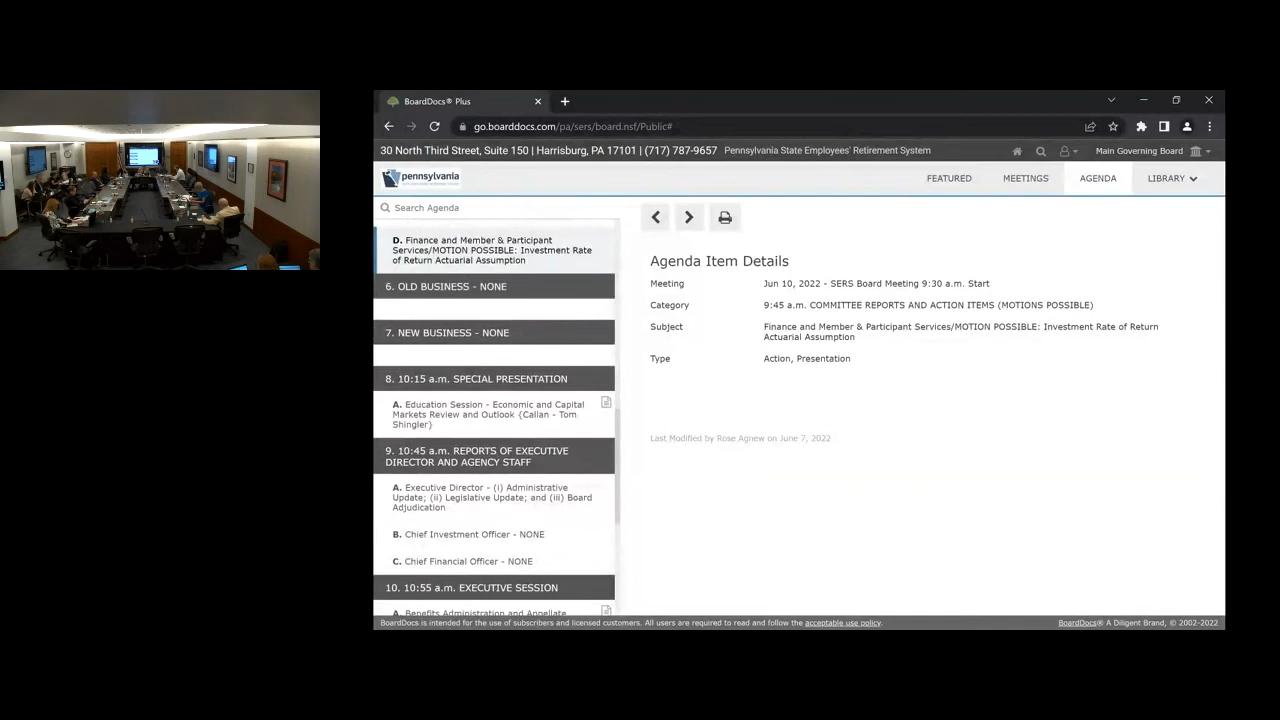 BoardDocs® Plus
go.boarddocs.com/pa/sers/board.nsf/Public#
30 North Third Street, Suite 150 | Harrisburg, PA 17101 | (717) 787-9657 Pennsylvania State Employees' Retirement System
Main Governing Board
pennsylvania
FEATURED MEETINGS AGENDA LIBRARY
Search Agenda
D. Finance and Member & Participant
Services/MOTION POSSIBLE: Investment Rate
of Return Actuarial Assumption
6. OLD BUSINESS - NONE
7. NEW BUSINESS - NONE
8. 10:15 a.m. SPECIAL PRESENTATION
A. Education Session - Economic and Capital
Markets Review and Outlook {Callan - Tom
Shingler}
9. 10:45 a.m. REPORTS OF EXECUTIVE
DIRECTOR AND AGENCY STAFF
A. Executive Director - (i) Administrative
Update; (ii) Legislative Update; and (iii) Board
Adjudication
B. Chief Investment Officer - NONE
C. Chief Financial Officer - NONE
10. 10:55 a.m. EXECUTIVE SESSION
A. Benefits Administration and Appellate
Agenda Item Details
Meeting Jun 10, 2022 - SERS Board Meeting 9:30 a.m. Start
Category 9:45 a.m. COMMITTEE REPORTS AND ACTION ITEMS (MOTIONS POSSIBLE)
Subject Finance and Member & Participant Services/MOTION POSSIBLE: Investment Rate of Return
Actuarial Assumption
Type Action, Presentation
Last Modified by Rose Agnew on June 7, 2022
BoardDocs is intended for the use of subscribers and licensed customers. All users are required to read and follow the acceptable use policy.
BoardDocs® A Diligent Brand, © 2002-2022